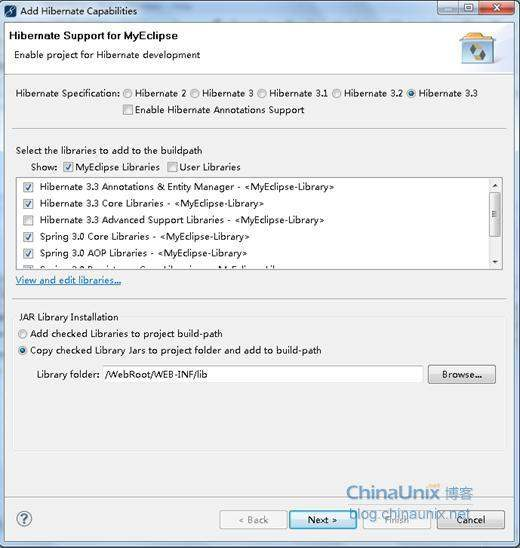 Add Hibernate Capabilities
Hibernate Support for MyEclipse
Enable project for Hibernate development
Hibernate Specification: Hibernate 2 Hibernate 3 Hibernate 3.1 Hibernate 3.2 Hibernate 3.3
Enable Hibernate Annotations Support
Select the libraries to add to the buildpath
Show: MyEclipse Libraries User Libraries
Hibernate 3.3 Annotations & Entity Manager - <MyEclipse-Library>
Hibernate 3.3 Core Libraries - <MyEclipse-Library>
Hibernate 3.3 Advanced Support Libraries - <MyEclipse-Library>
Spring 3.0 Core Libraries - <MyEclipse-Library>
Spring 3.0 AOP Libraries - <MyEclipse-Library>
View and edit libraries...
JAR Library Installation
Add checked Libraries to project build-path
Copy checked Library Jars to project folder and add to build-path
Library folder: /WebRoot/WEB-INF/lib Browse...
ChinaUnix.net 博客
blog.chinaunix.net
? < Back Next > Finish Cancel